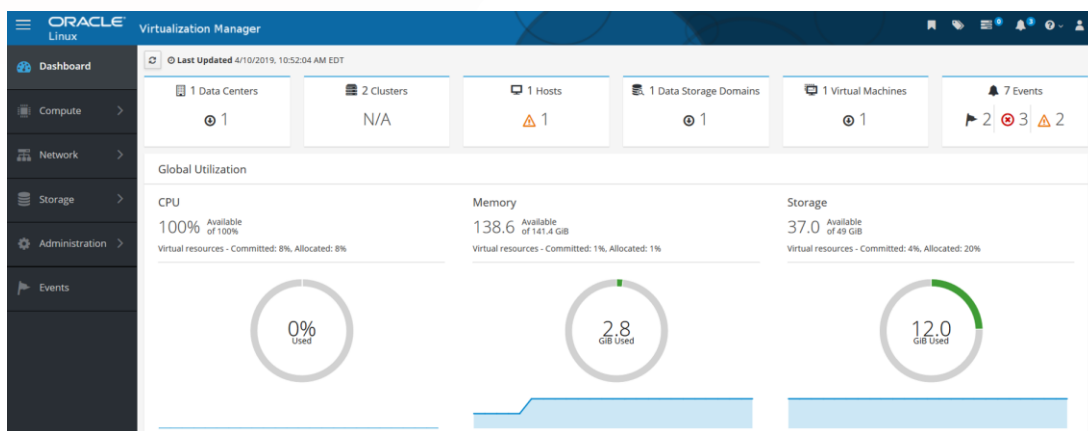 ORACLE
Linux
Virtualization Manager
0
3
Dashboard
Compute
Network
Storage
Administration
Events
Last Updated 4/10/2019, 10:52:04 AM EDT
1 Data Centers
1
2 Clusters
N/A
1 Hosts
1
1 Data Storage Domains
1
1 Virtual Machines
1
7 Events
2 3 2
Global Utilization
CPU
100% Available of 100%
Virtual resources - Committed: 8%, Allocated: 8%
0%
Used
Memory
138.6 Available of 141.4 GiB
Virtual resources - Committed: 1%, Allocated: 1%
2.8
GiB Used
Storage
37.0 Available of 49 GiB
Virtual resources - Committed: 4%, Allocated: 20%
12.0
GiB Used